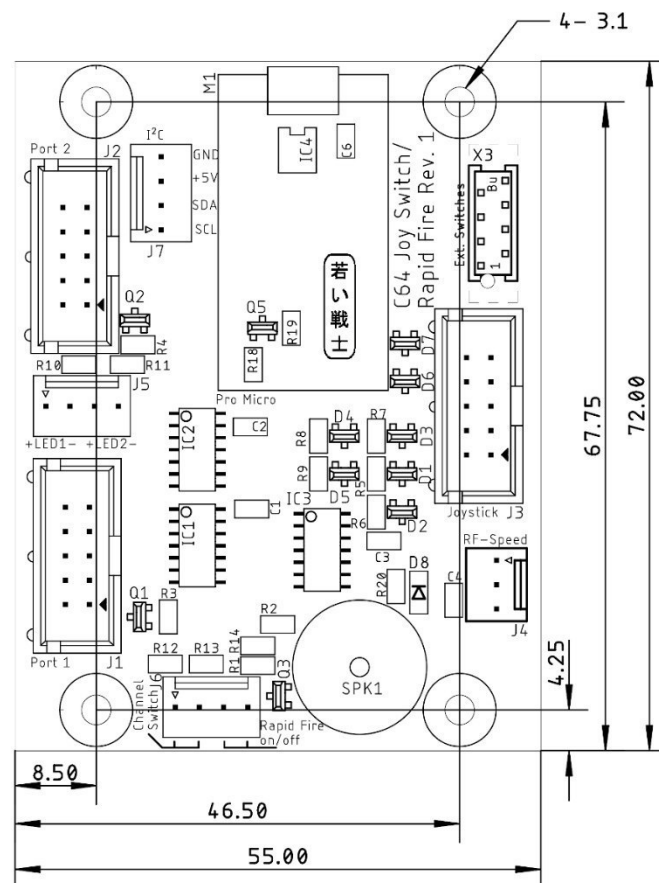 4- 3.1
M1
IC4
C6
C64 Joy Switch/
Rapid Fire Rev. 1
X3
Bu
1
Ext. Switches
Port 2
J2
I²C
GND
+5V
SDA
SCL
J7
若い戦士
Q2
R4
R10
R11
J5
+LED1- +LED2-
Q5
R19
R18
Pro Micro
D7
D6
IC2
C2
R8
D4
R7
D3
R9
D5
R5
D1
R6
D2
IC3
IC1
C1
C3
Joystick
J3
RF-Speed
J4
D8
R20
C4
Port 1
J1
Q1
R3
R2
R12
R13
R14
R1
Q3
SPK1
Channel
Switch
J6
Rapid Fire
on/off
67.75
72.00
4.25
8.50
46.50
55.00